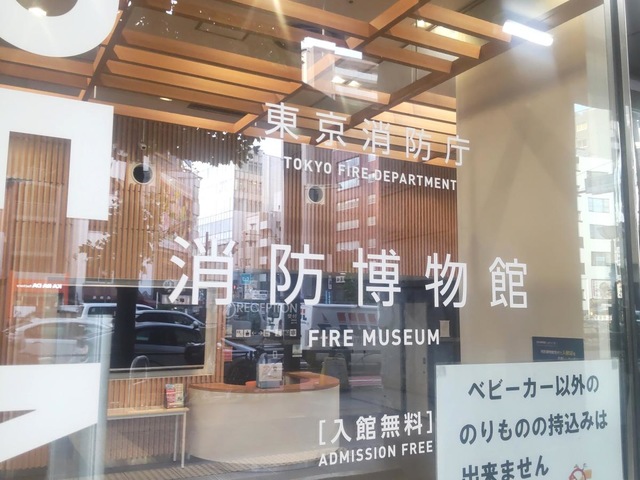 東京消防庁
TOKYO FIRE DEPARTMENT
消防博物館
RECEPTION
FIRE MUSEUM
[入館無料]
ADMISSION FREE
ベビーカー以外の
のりものの持込みは
出来ません